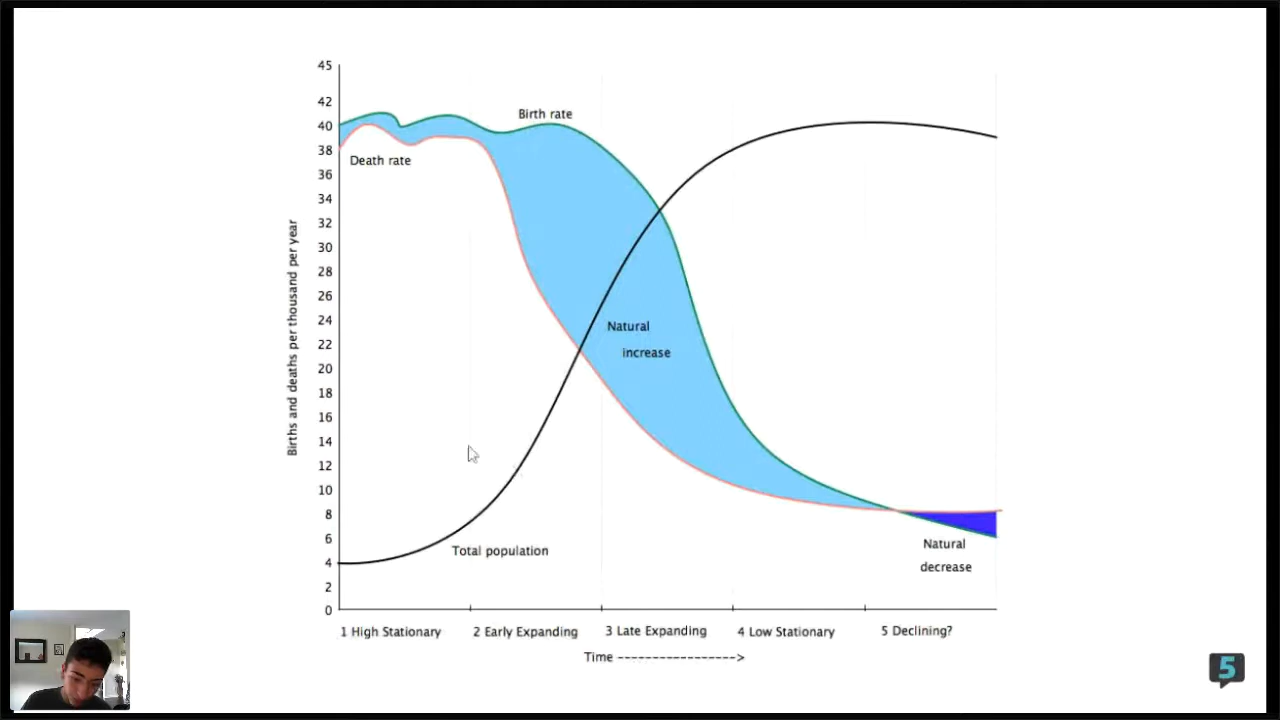 45
42
40
38
36
34
32
30
28
26
24
22
20
18
16
14
12
10
8
6
4
2
0
Births and deaths per thousand per year
Birth rate
Death rate
Natural
increase
Total population
Natural
decrease
1 High Stationary
2 Early Expanding
3 Late Expanding
4 Low Stationary
5 Declining?
Time ----------------->
5